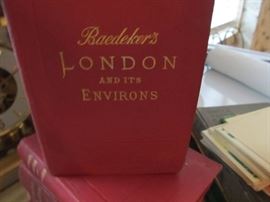 Baedeker's
LONDON
AND ITS
ENVIRONS